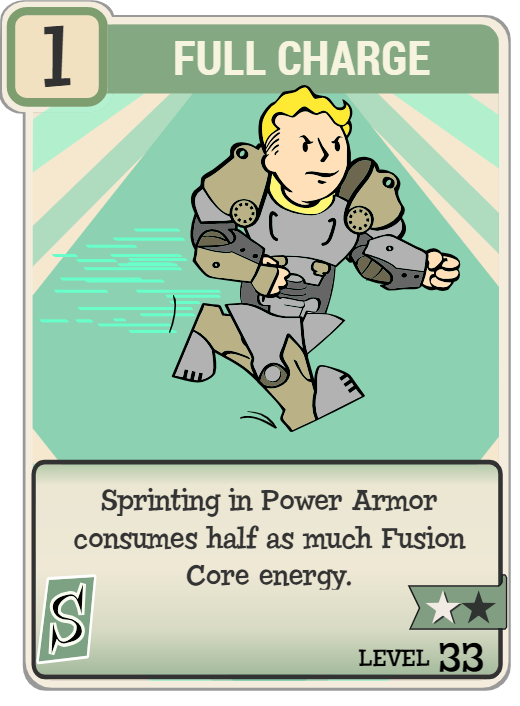 1
FULL CHARGE
Sprinting in Power Armor
consumes half as much Fusion
Core energy.
S
LEVEL 33